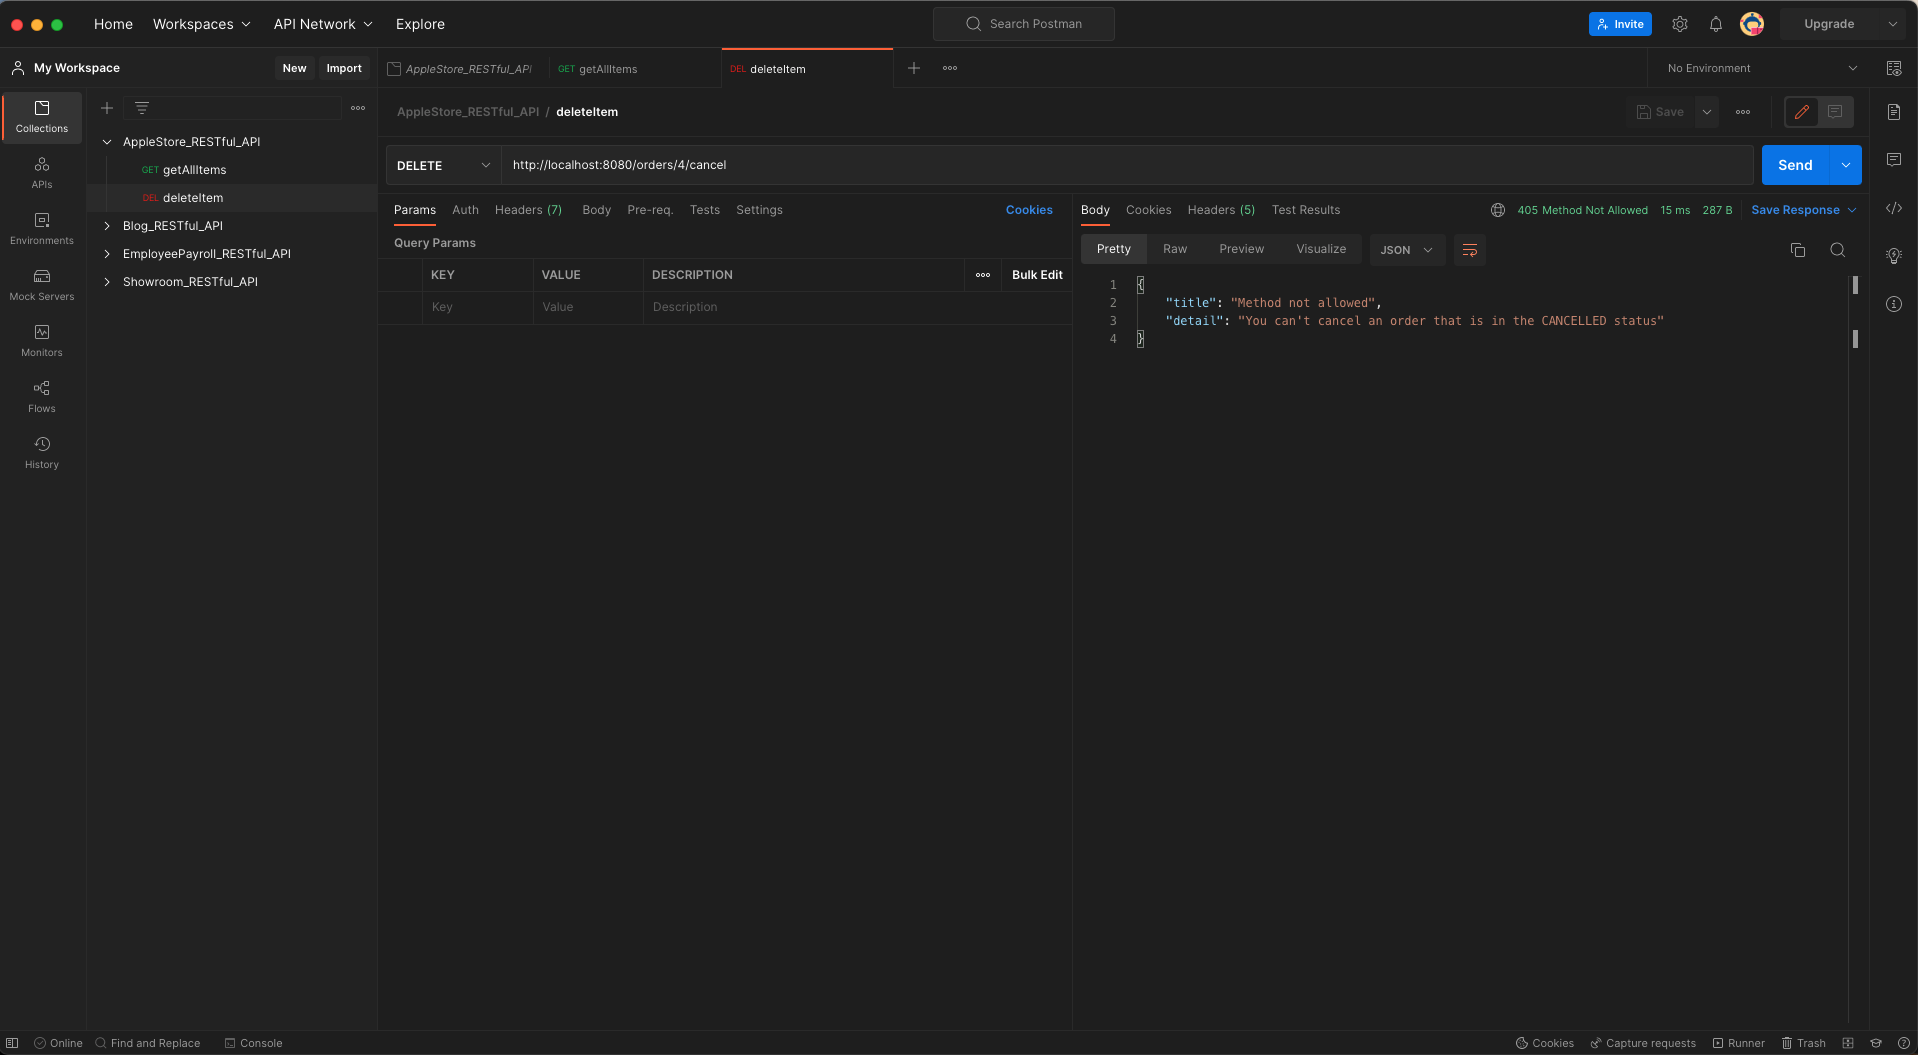 Home Workspaces API Network Explore Search Postman Invite Upgrade
My Workspace New Import AppleStore_RESTful_API GET getAllItems DEL deleteItem No Environment
Collections
APIs
Environments
Mock Servers
Monitors
Flows
History
AppleStore_RESTful_API
GET getAllItems
DEL deleteItem
Blog_RESTful_API
EmployeePayroll_RESTful_API
Showroom_RESTful_API
AppleStore_RESTful_API / deleteItem Save
DELETE http://localhost:8080/orders/4/cancel Send
Params Auth Headers (7) Body Pre-req. Tests Settings Cookies
Query Params
KEY VALUE DESCRIPTION Bulk Edit
Key Value Description
Body Cookies Headers (5) Test Results 405 Method Not Allowed 15 ms 287 B Save Response
Pretty Raw Preview Visualize JSON
1 {
2 "title": "Method not allowed",
3 "detail": "You can't cancel an order that is in the CANCELLED status"
4 }
Online Find and Replace Console Cookies Capture requests Runner Trash